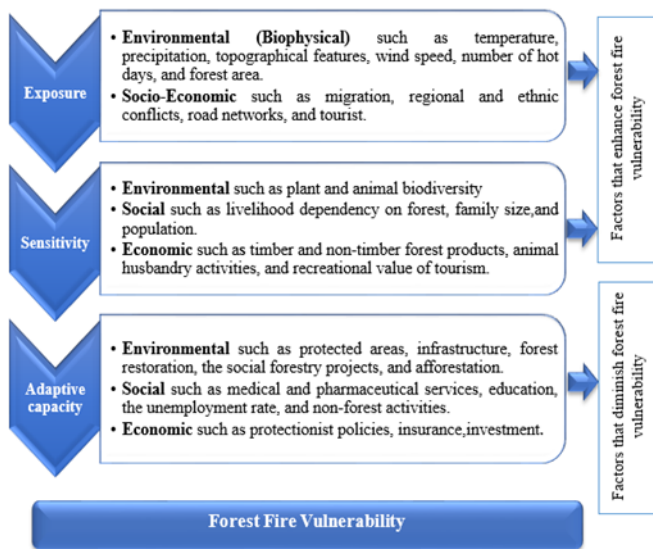 Exposure
• Environmental (Biophysical) such as temperature,
precipitation, topographical features, wind speed, number of hot
days, and forest area.
• Socio-Economic such as migration, regional and ethnic
conflicts, road networks, and tourist.
Sensitivity
• Environmental such as plant and animal biodiversity
• Social such as livelihood dependency on forest, family size,and
population.
• Economic such as timber and non-timber forest products, animal
husbandry activities, and recreational value of tourism.
Factors that enhance forest fire
vulnerability
Adaptive
capacity
• Environmental such as protected areas, infrastructure, forest
restoration, the social forestry projects, and afforestation.
• Social such as medical and pharmaceutical services, education,
the unemployment rate, and non-forest activities.
• Economic such as protectionist policies, insurance,investment.
Factors that diminish forest fire
vulnerability
Forest Fire Vulnerability